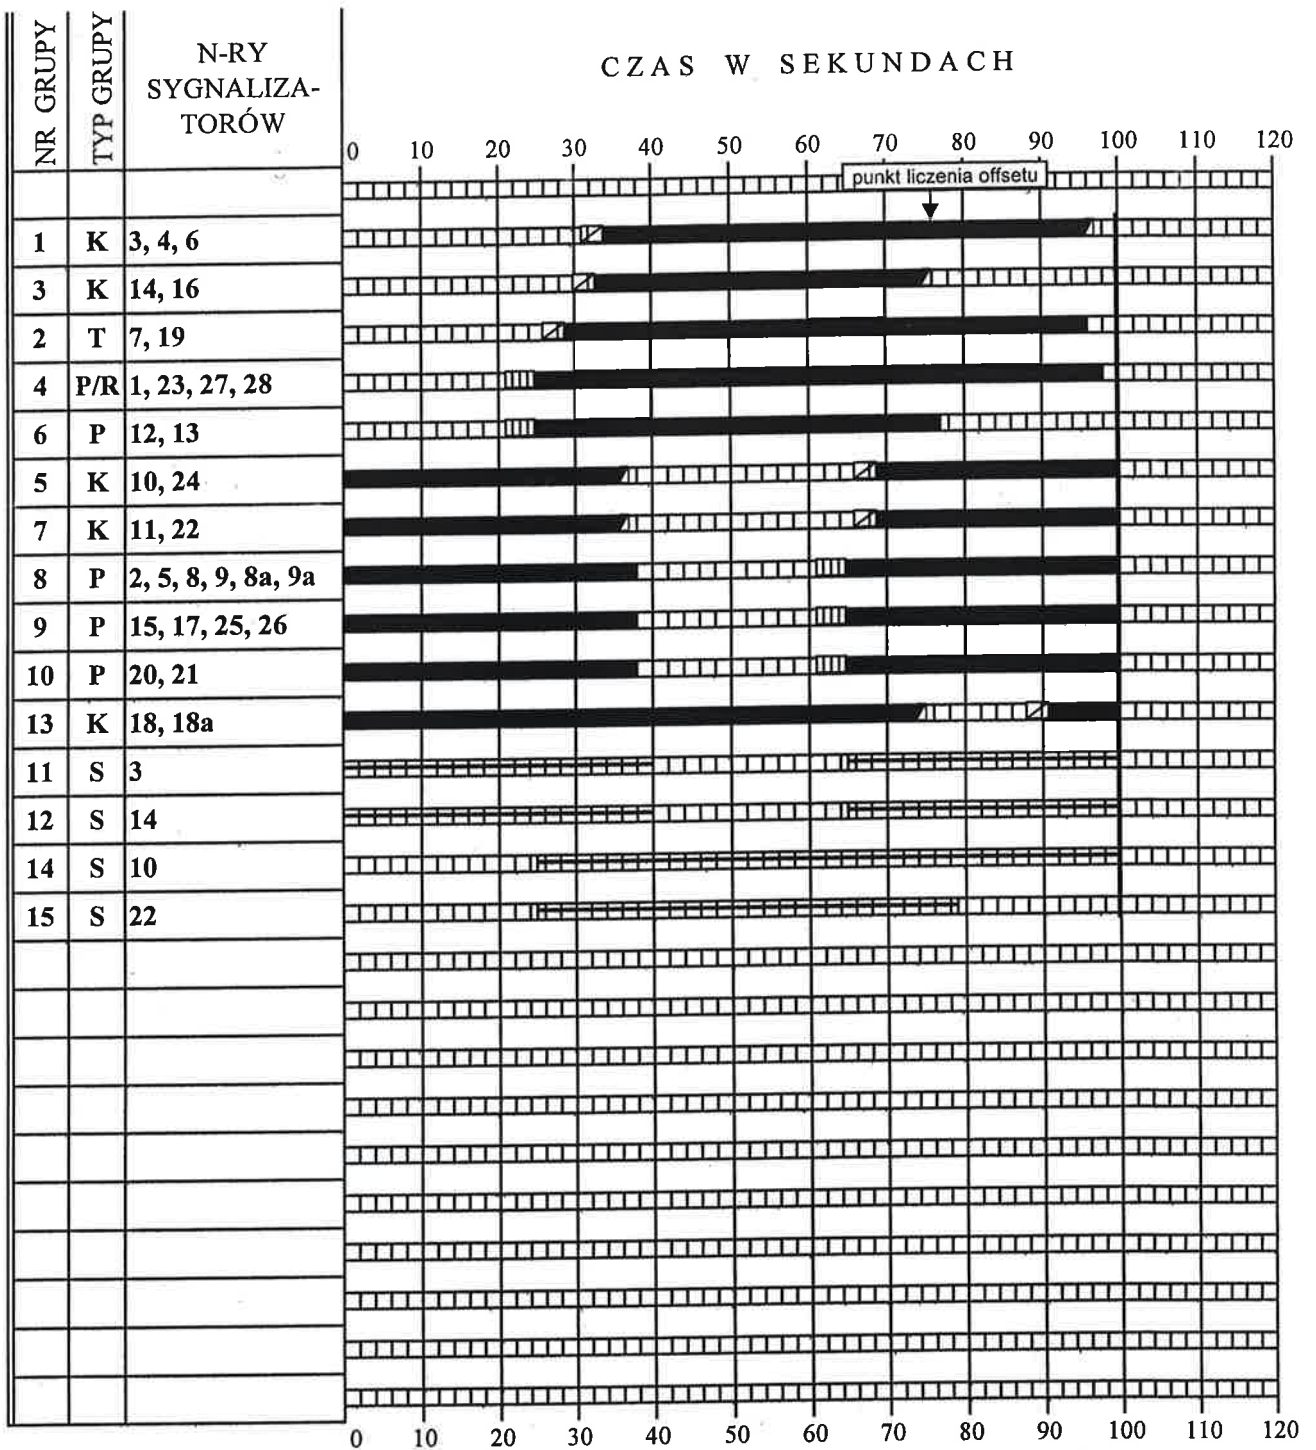 NR GRUPY
TYP GRUPY
N-RY
SYGNALIZA-
TORÓW
CZAS W SEKUNDACH
0 10 20 30 40 50 60 70 80 90 100 110 120
punkt liczenia offsetu
1 K 3, 4, 6
3 K 14, 16
2 T 7, 19
4 P/R 1, 23, 27, 28
6 P 12, 13
5 K 10, 24
7 K 11, 22
8 P 2, 5, 8, 9, 8a, 9a
9 P 15, 17, 25, 26
10 P 20, 21
13 K 18, 18a
11 S 3
12 S 14
14 S 10
15 S 22
0 10 20 30 40 50 60 70 80 90 100 110 120